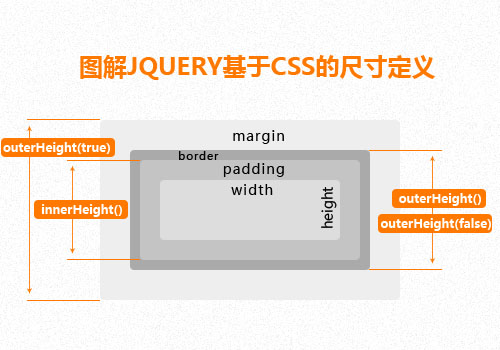 图解JQUERY基于CSS的尺寸定义
margin
outerHeight(true)
border
padding
width
height
innerHeight()
outerHeight()
outerHeight(false)